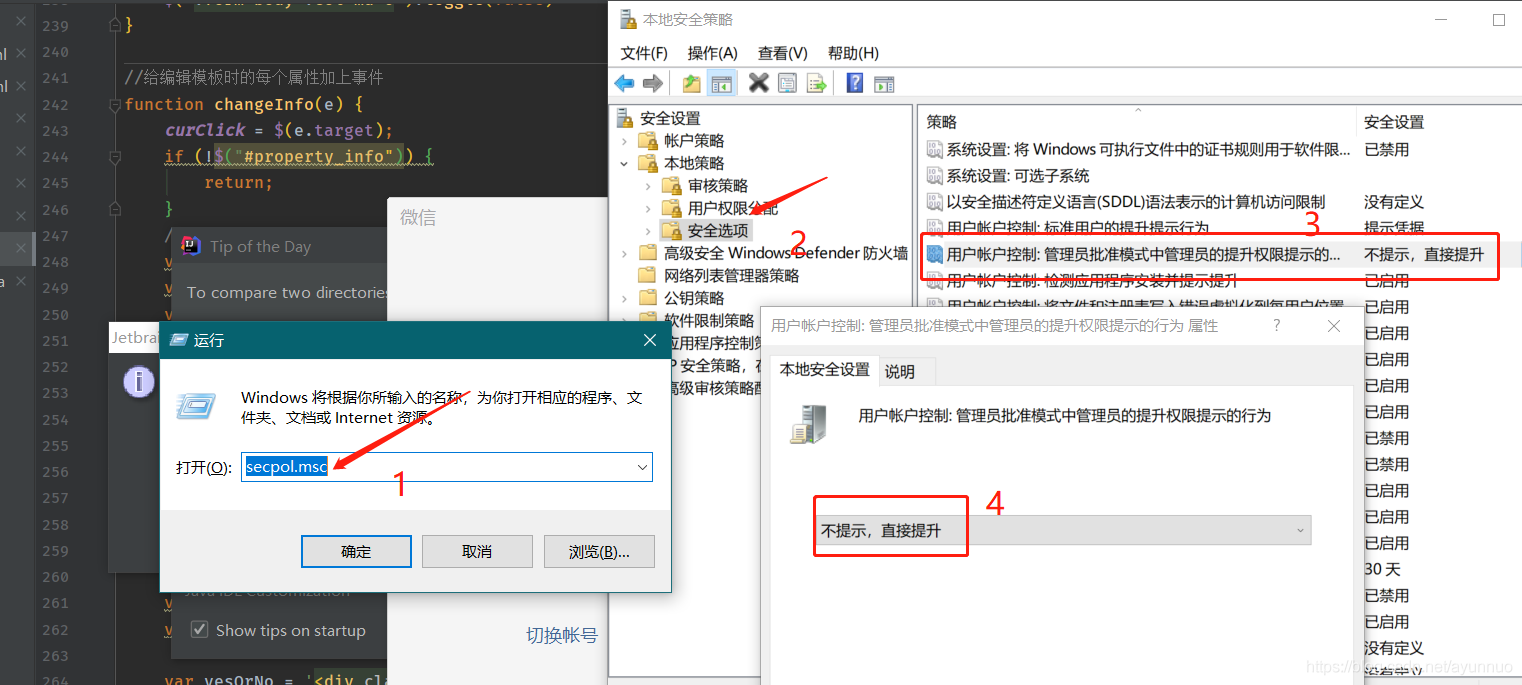 239
}
240
241
//给编辑模板时的每个属性加上事件
242
function changeInfo(e) {
243
curClick = $(e.target);
244
if (!$("#property_info")) {
245
return;
246
}
247
248
249
250
251
252
253
254
255
256
257
258
259
260
261
262
263
264
var yesOrNo = '<div cla
微信
Tip of the Day
To compare two directories
Show tips on startup
切换帐号
Jetbrai
运行
Windows 将根据你所输入的名称，为你打开相应的程序、文
件夹、文档或 Internet 资源。
打开(O):
secpol.msc
1
确定
取消
浏览(B)...
本地安全策略
文件(F) 操作(A) 查看(V) 帮助(H)
安全设置
帐户策略
本地策略
审核策略
用户权限分配
安全选项
2
高级安全 Windows Defender 防火墙
网络列表管理器策略
公钥策略
软件限制策略
应用程序控制策
P 安全策略，在
高级审核策略配
策略 安全设置
系统设置: 将 Windows 可执行文件中的证书规则用于软件限... 已禁用
系统设置: 可选子系统
以安全描述符定义语言(SDDL)语法表示的计算机访问限制 没有定义
3
用户帐户控制: 标准用户的提升提示行为 提示凭据
用户帐户控制: 管理员批准模式中管理员的提升权限提示的... 不提示，直接提升
用户帐户控制: 检测应用程序安装并提示提升 已启用
用户帐户控制: 将文件和注册表写入错误虚拟化到每用户位置 已启用
已启用
已启用
已启用
已启用
已禁用
已禁用
已启用
已启用
已启用
30 天
已禁用
已启用
没有定义
没有定义
用户帐户控制: 管理员批准模式中管理员的提升权限提示的行为 属性
?
本地安全设置 说明
用户帐户控制: 管理员批准模式中管理员的提升权限提示的行为
4
不提示，直接提升